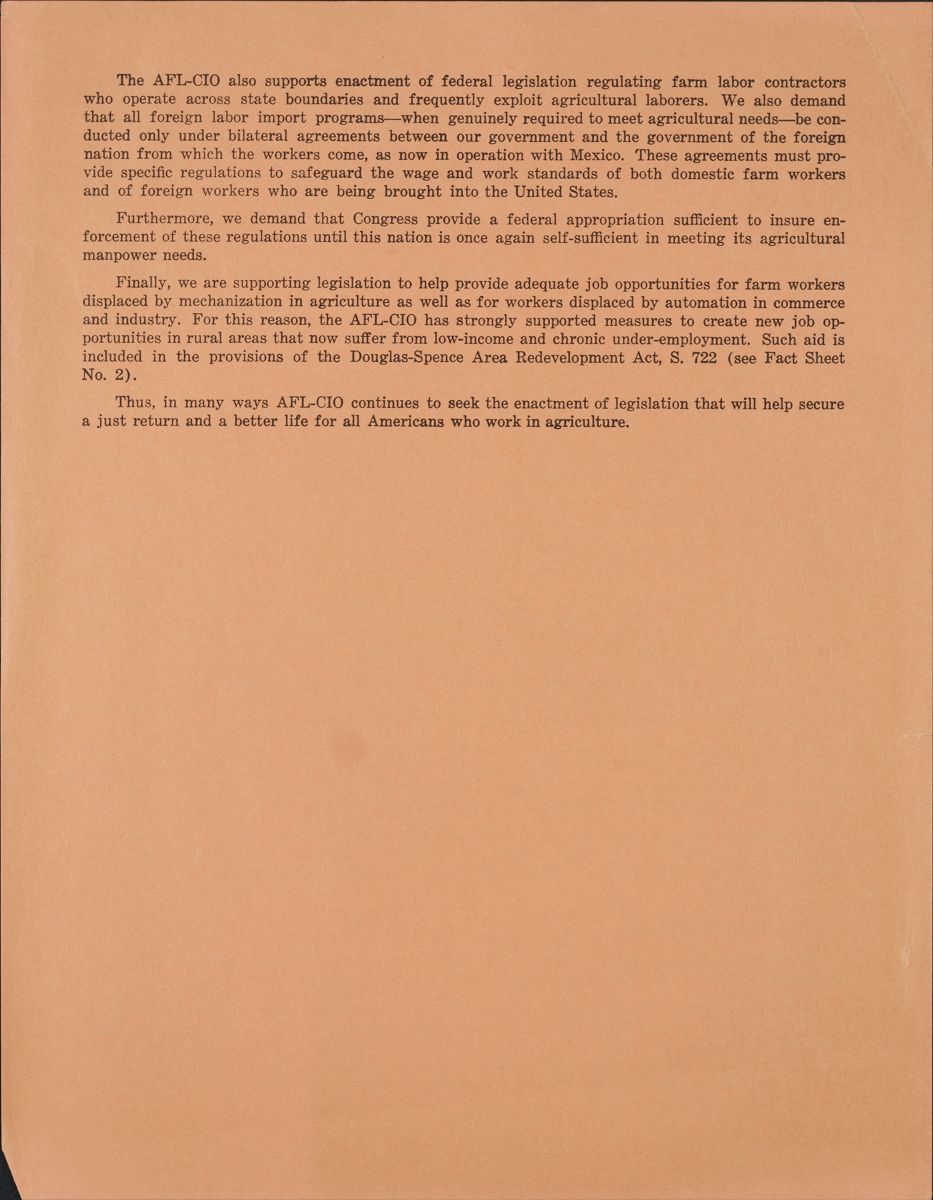 The AFL-CIO also supports enactment of federal legislation regulating farm labor contractors
who operate across state boundaries and frequently exploit agricultural laborers. We also demand
that all foreign labor import programs—when genuinely required to meet agricultural needs—be con-
ducted only under bilateral agreements between our government and the government of the foreign
nation from which the workers come, as now in operation with Mexico. These agreements must pro-
vide specific regulations to safeguard the wage and work standards of both domestic farm workers
and of foreign workers who are being brought into the United States.
Furthermore, we demand that Congress provide a federal appropriation sufficient to insure en-
forcement of these regulations until this nation is once again self-sufficient in meeting its agricultural
manpower needs.
Finally, we are supporting legislation to help provide adequate job opportunities for farm workers
displaced by mechanization in agriculture as well as for workers displaced by automation in commerce
and industry. For this reason, the AFL-CIO has strongly supported measures to create new job op-
portunities in rural areas that now suffer from low-income and chronic under-employment. Such aid is
included in the provisions of the Douglas-Spence Area Redevelopment Act, S. 722 (see Fact Sheet
No. 2).
Thus, in many ways AFL-CIO continues to seek the enactment of legislation that will help secure
a just return and a better life for all Americans who work in agriculture.